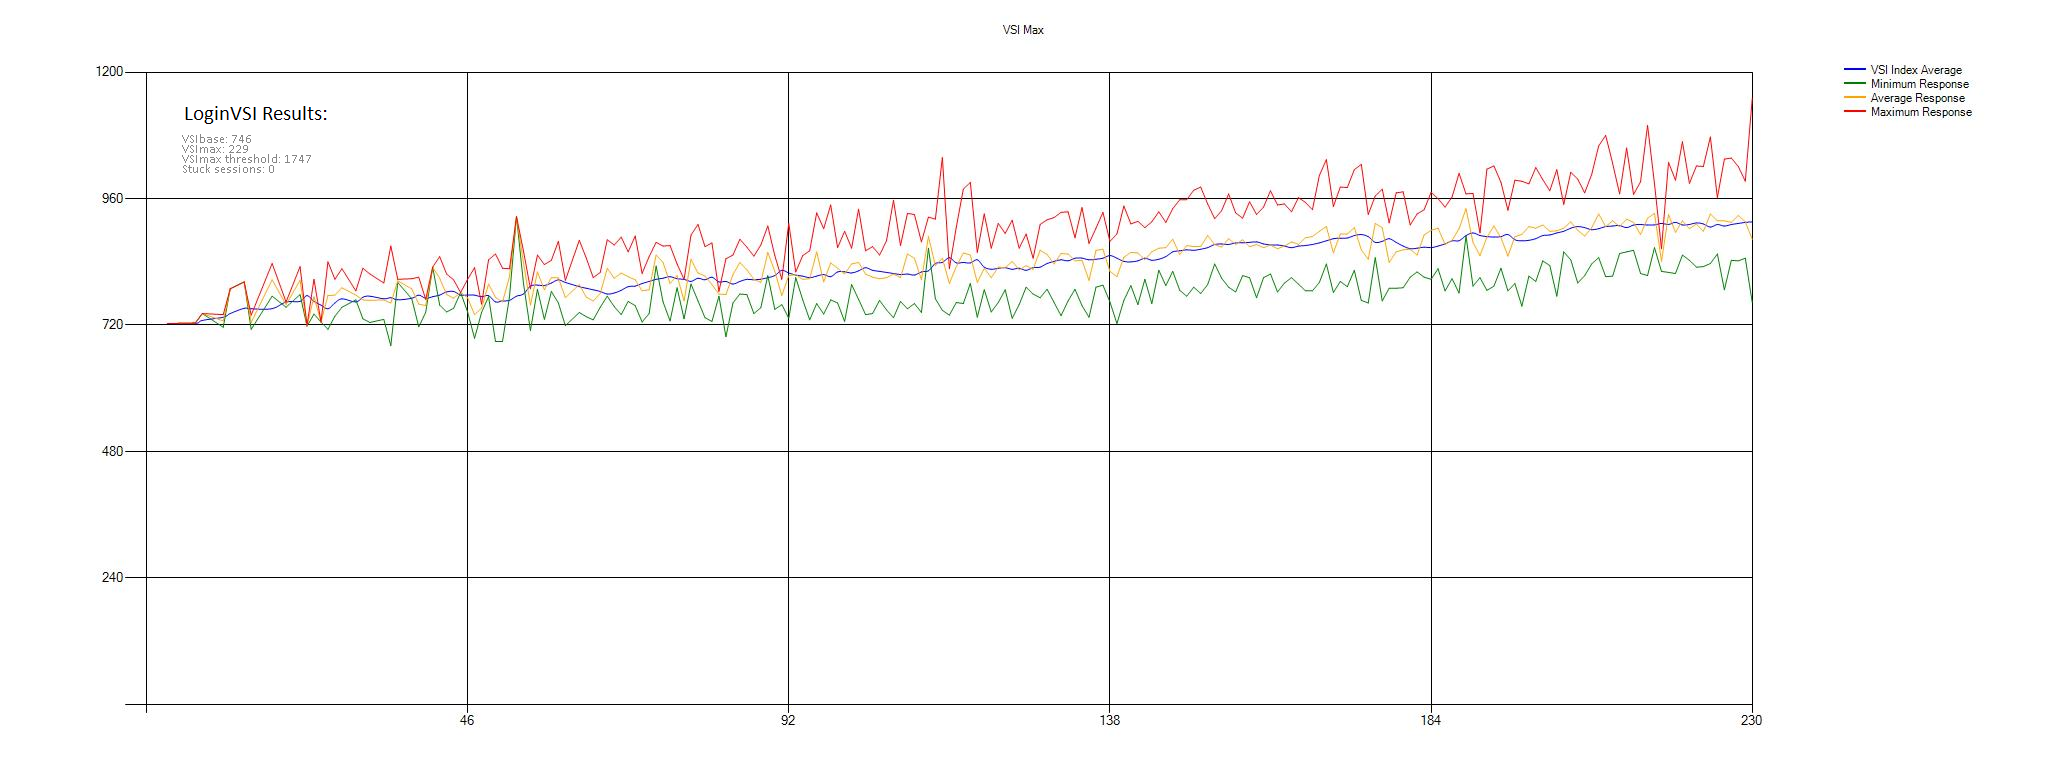 VSI Max
1200
960
720
480
240
LoginVSI Results:
VSIbase: 746
VSImax: 229
VSImax threshold: 1747
Stuck sessions: 0
VSI Index Average
Minimum Response
Average Response
Maximum Response
46
92
138
184
230